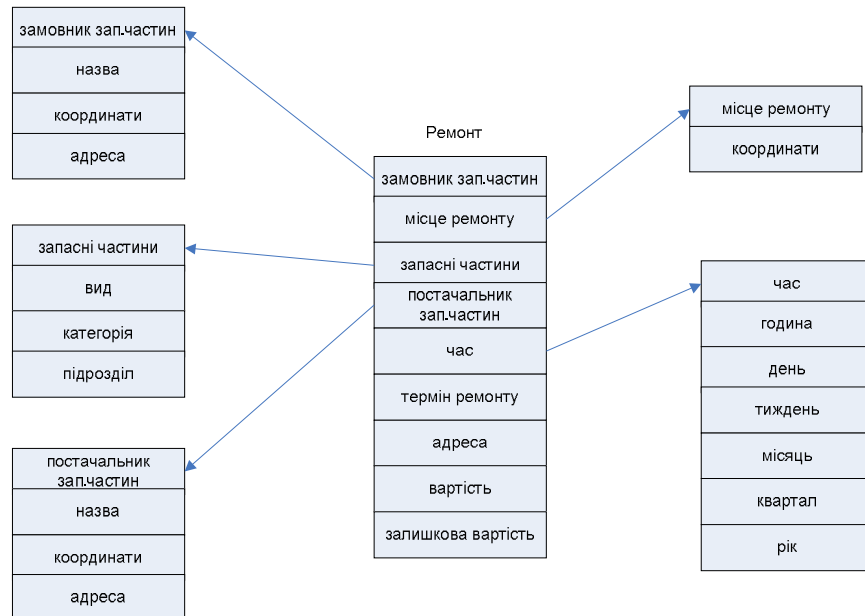 замовник зап.частин
назва
координати
адреса
запасні частини
вид
категорія
підрозділ
постачальник
зап.частин
назва
координати
адреса
Ремонт
замовник зап.частин
місце ремонту
запасні частини
постачальник
зап.частин
час
термін ремонту
адреса
вартість
залишкова вартість
місце ремонту
координати
час
година
день
тиждень
місяць
квартал
рік